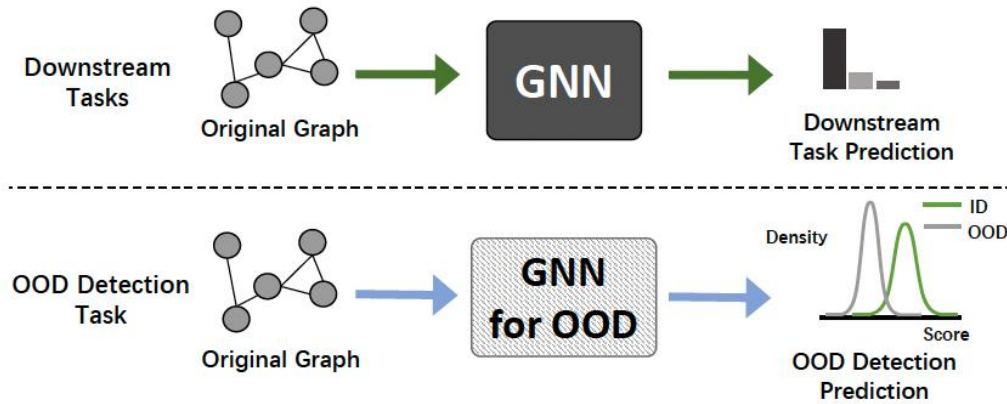 Downstream
Tasks
Original Graph
GNN
Downstream
Task Prediction
OOD Detection
Task
Original Graph
GNN
for OOD
Density
ID
OOD
Score
OOD Detection
Prediction